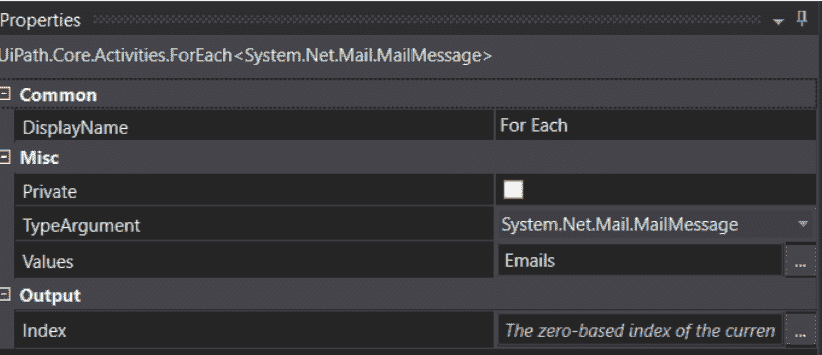 Properties
UiPath.Core.Activities.ForEach<System.Net.Mail.MailMessage>
Common
DisplayName For Each
Misc
Private
TypeArgument System.Net.Mail.MailMessage
Values Emails ...
Output
Index The zero-based index of the curren ...